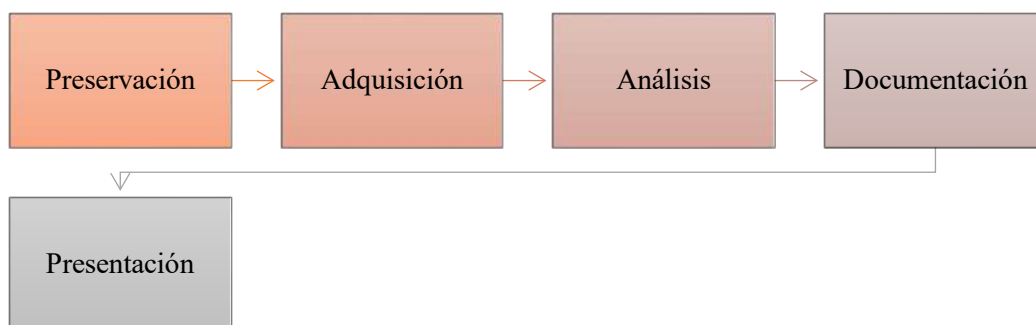 Preservación
Adquisición
Análisis
Documentación
Presentación